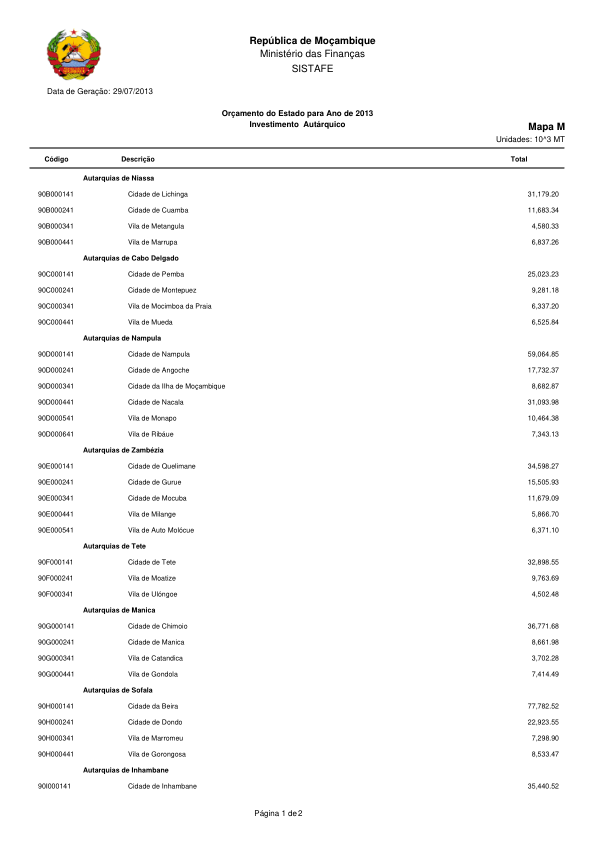 República de Moçambique
Ministério das Finanças
SISTAFE
Data de Geração: 29/07/2013
Orçamento do Estado para Ano de 2013
Investimento Autárquico
Mapa M
Unidades: 10^3 MT
Código Descrição Total
Autarquias de Niassa
90B000141 Cidade de Lichinga 31,179.20
90B000241 Cidade de Cuamba 11,683.34
90B000341 Vila de Metangula 4,580.33
90B000441 Vila de Marrupa 6,837.26
Autarquias de Cabo Delgado
90C000141 Cidade de Pemba 25,023.23
90C000241 Cidade de Montepuez 9,281.18
90C000341 Vila de Mocimboa da Praia 6,337.20
90C000441 Vila de Mueda 6,525.84
Autarquias de Nampula
90D000141 Cidade de Nampula 59,064.85
90D000241 Cidade de Angoche 17,732.37
90D000341 Cidade da Ilha de Moçambique 8,682.87
90D000441 Cidade de Nacala 31,093.98
90D000541 Vila de Monapo 10,464.38
90D000641 Vila de Ribáue 7,343.13
Autarquias de Zambézia
90E000141 Cidade de Quelimane 34,598.27
90E000241 Cidade de Gurue 15,505.93
90E000341 Cidade de Mocuba 11,679.09
90E000441 Vila de Milange 5,866.70
90E000541 Vila de Auto Molócue 6,371.10
Autarquias de Tete
90F000141 Cidade de Tete 32,898.55
90F000241 Vila de Moatize 9,763.69
90F000341 Vila de Ulóngoe 4,502.48
Autarquias de Manica
90G000141 Cidade de Chimoio 36,771.68
90G000241 Cidade de Manica 8,661.98
90G000341 Vila de Catandica 3,702.28
90G000441 Vila de Gondola 7,414.49
Autarquias de Sofala
90H000141 Cidade da Beira 77,782.52
90H000241 Cidade de Dondo 22,923.55
90H000341 Vila de Marromeu 7,298.90
90H000441 Vila de Gorongosa 8,533.47
Autarquias de Inhambane
90I000141 Cidade de Inhambane 35,440.52
Página 1 de 2